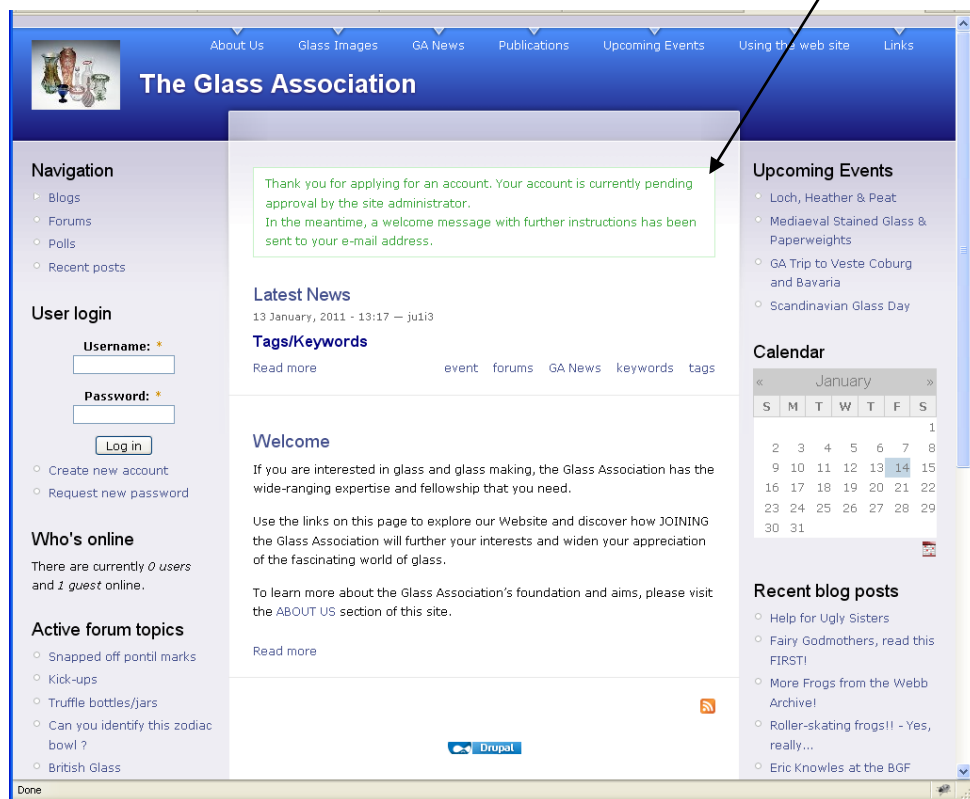 About Us Glass Images GA News Publications Upcoming Events Using the web site Links
The Glass Association
Navigation
Blogs
Forums
Polls
Recent posts
User login
Username: *
Password: *
Log in
Create new account
Request new password
Who's online
There are currently 0 users
and 1 guest online.
Active forum topics
Snapped off pontil marks
Kick-ups
Truffle bottles/jars
Can you identify this zodiac
bowl ?
British Glass
Thank you for applying for an account. Your account is currently pending
approval by the site administrator.
In the meantime, a welcome message with further instructions has been
sent to your e-mail address.
Latest News
13 January, 2011 - 13:17 — ju1i3
Tags/Keywords
Read more event forums GA News keywords tags
Welcome
If you are interested in glass and glass making, the Glass Association has the
wide-ranging expertise and fellowship that you need.
Use the links on this page to explore our Website and discover how JOINING
the Glass Association will further your interests and widen your appreciation
of the fascinating world of glass.
To learn more about the Glass Association's foundation and aims, please visit
the ABOUT US section of this site.
Read more
Drupal
Upcoming Events
Loch, Heather & Peat
Mediaeval Stained Glass &
Paperweights
GA Trip to Veste Coburg
and Bavaria
Scandinavian Glass Day
Calendar
« January »
S M T W T F S
1
2 3 4 5 6 7 8
9 10 11 12 13 14 15
16 17 18 19 20 21 22
23 24 25 26 27 28 29
30 31
Recent blog posts
Help for Ugly Sisters
Fairy Godmothers, read this
FIRST!
More Frogs from the Webb
Archive!
Roller-skating frogs!! - Yes,
really...
Eric Knowles at the BGF
Done